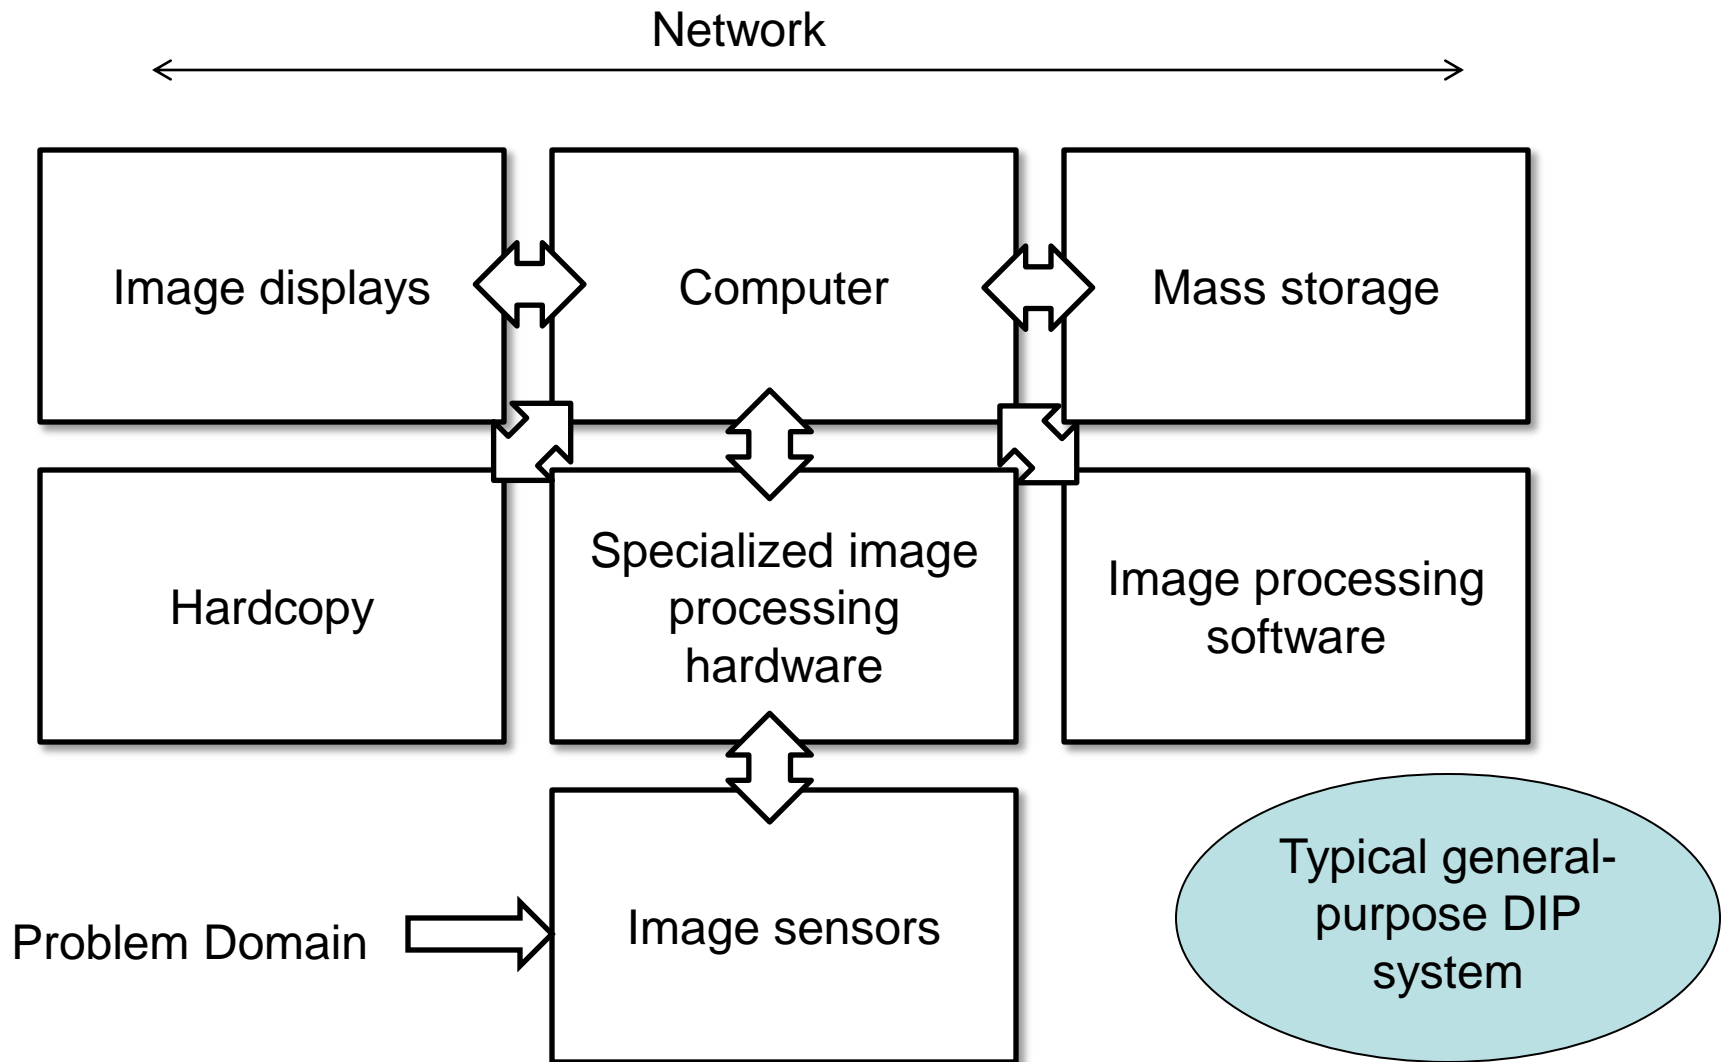 Network
Image displays
Computer
Mass storage
Hardcopy
Specialized image
processing
hardware
Image processing
software
Problem Domain
Image sensors
Typical general-
purpose DIP
system